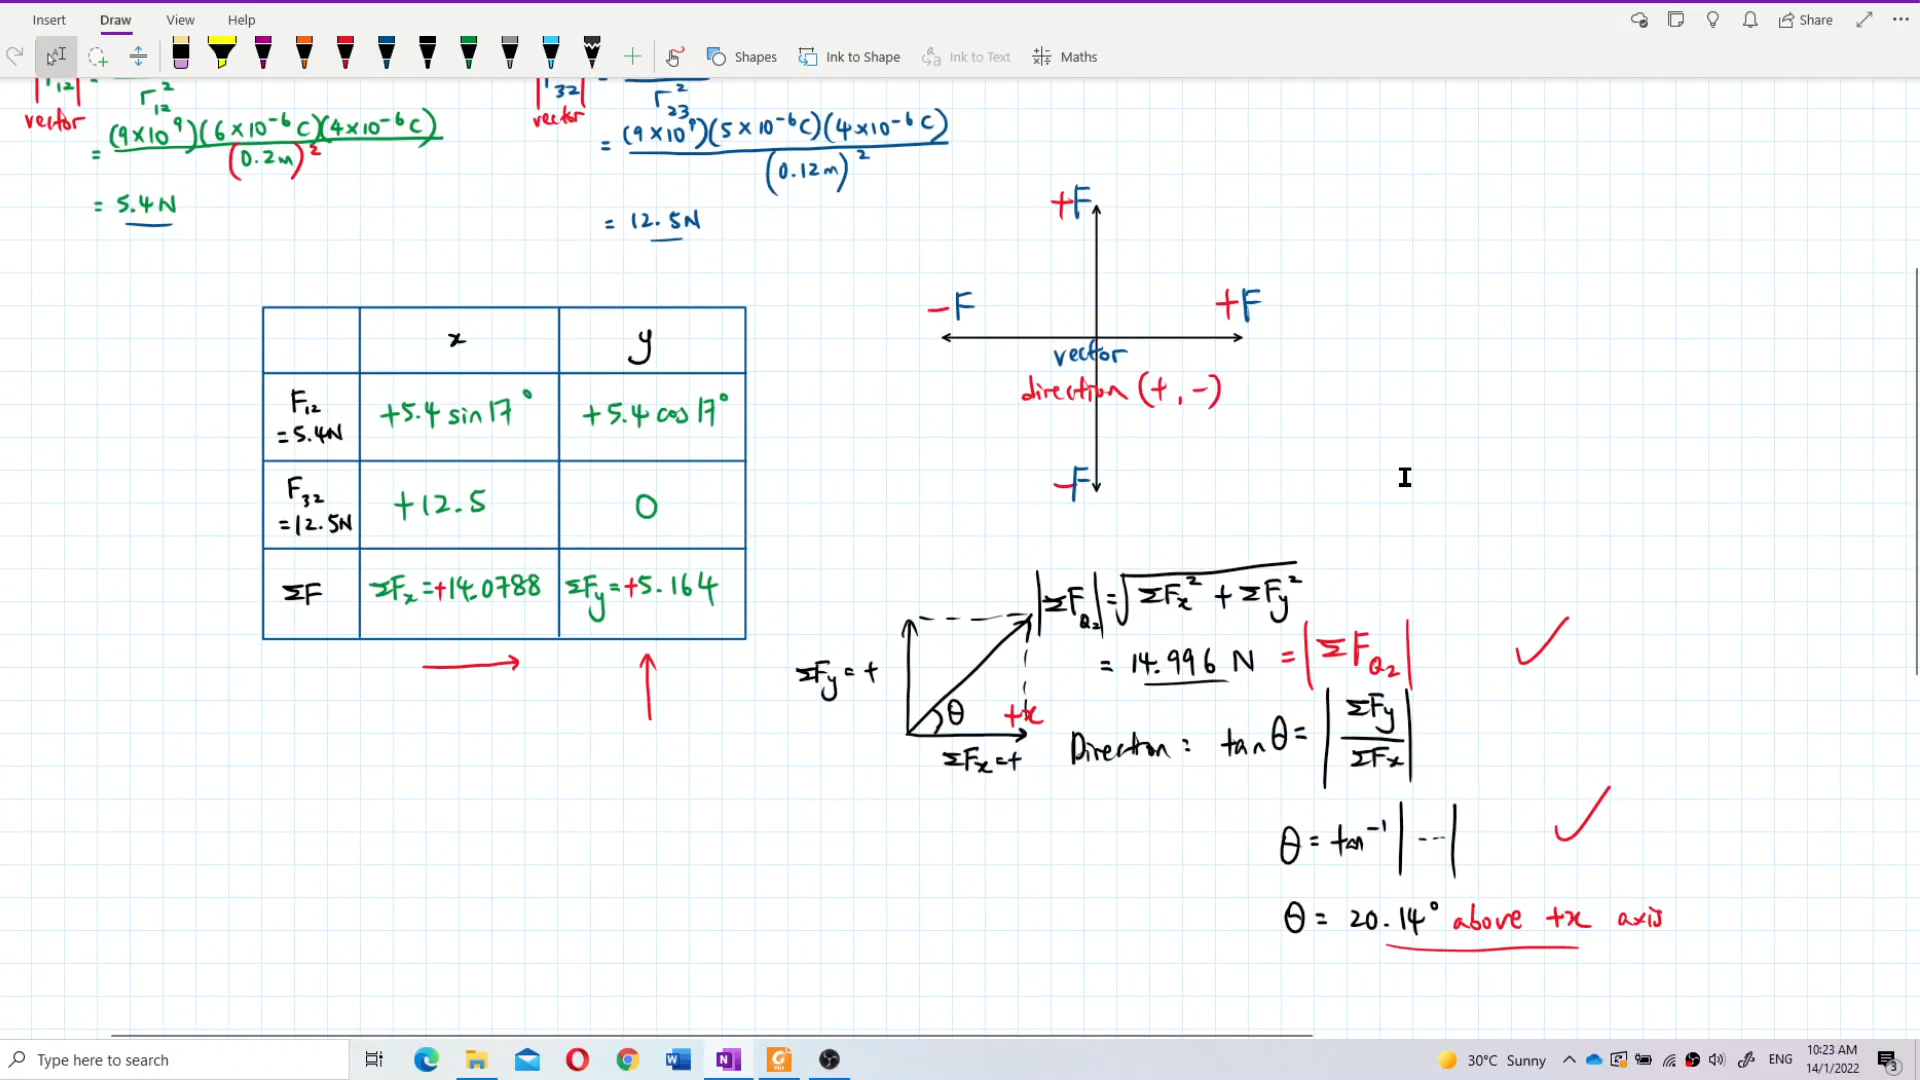 Insert Draw View Help
Share
Shapes Ink to Shape Ink to Text Maths
|F12| =
r12²
vector
= (9×10⁹)(6×10⁻⁶C)(4×10⁻⁶C)
(0.2m)²
= 5.4N
|F32| =
r23²
vector
= (9×10⁹)(5×10⁻⁶C)(4×10⁻⁶C)
(0.12m)²
= 12.5N
+F
-F
+F
vector
direction (+, -)
-F
x y
F12 =5.4N +5.4 sin17° +5.4 cos17°
F32 =12.5N +12.5 0
ΣF ΣFx=+14.0788 ΣFy=+5.164
ΣFy=+
θ
+x
ΣFx=+
|ΣFQ2| = √ΣFx² + ΣFy²
= 14.996 N = |ΣFQ2|
Direction: tan θ = |ΣFy/ΣFx|
θ = tan⁻¹|---|
θ = 20.14° above +x axis
Type here to search
30°C Sunny
ENG
10:23 AM
14/1/2022
3